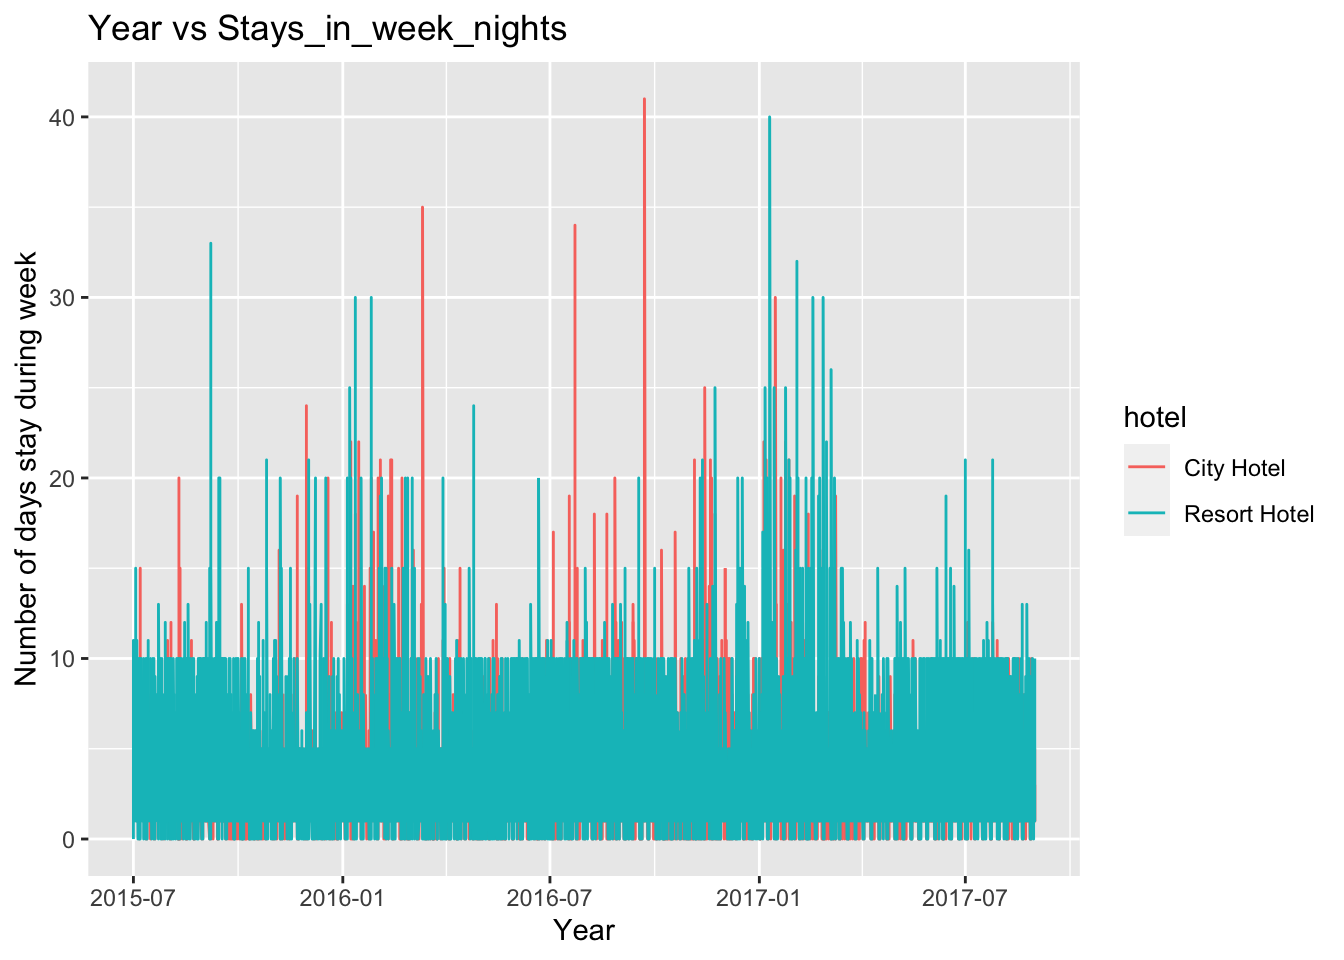 Year vs Stays_in_week_nights
Number of days stay during week
40
30
20
10
0
2015-07
2016-01
2016-07
2017-01
2017-07
Year
hotel
City Hotel
Resort Hotel